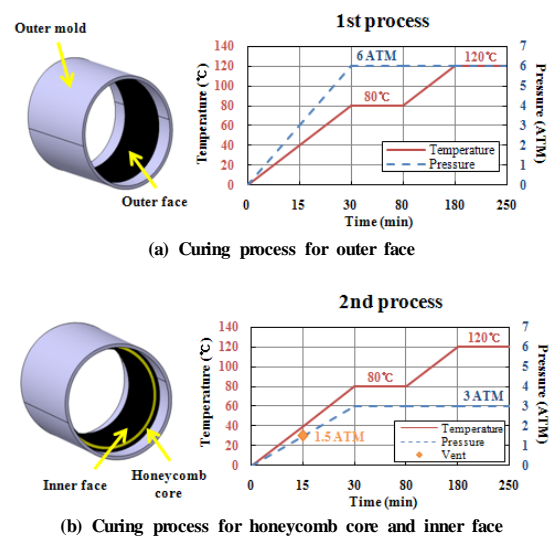 Outer mold
Outer face
1st process
Temperature (℃)
140
120
100
80
60
40
20
0
6 ATM
80℃
120℃
Temperature
Pressure
7
6
5
4
3
2
1
0
Pressure (ATM)
0 15 30 80 180 250
Time (min)
(a) Curing process for outer face
Inner face
Honeycomb
core
2nd process
Temperature (℃)
140
120
100
80
60
40
20
0
80℃
120℃
3 ATM
1.5 ATM
Temperature
Pressure
Vent
7
6
5
4
3
2
1
0
Pressure (ATM)
0 15 30 80 180 250
Time (min)
(b) Curing process for honeycomb core and inner face